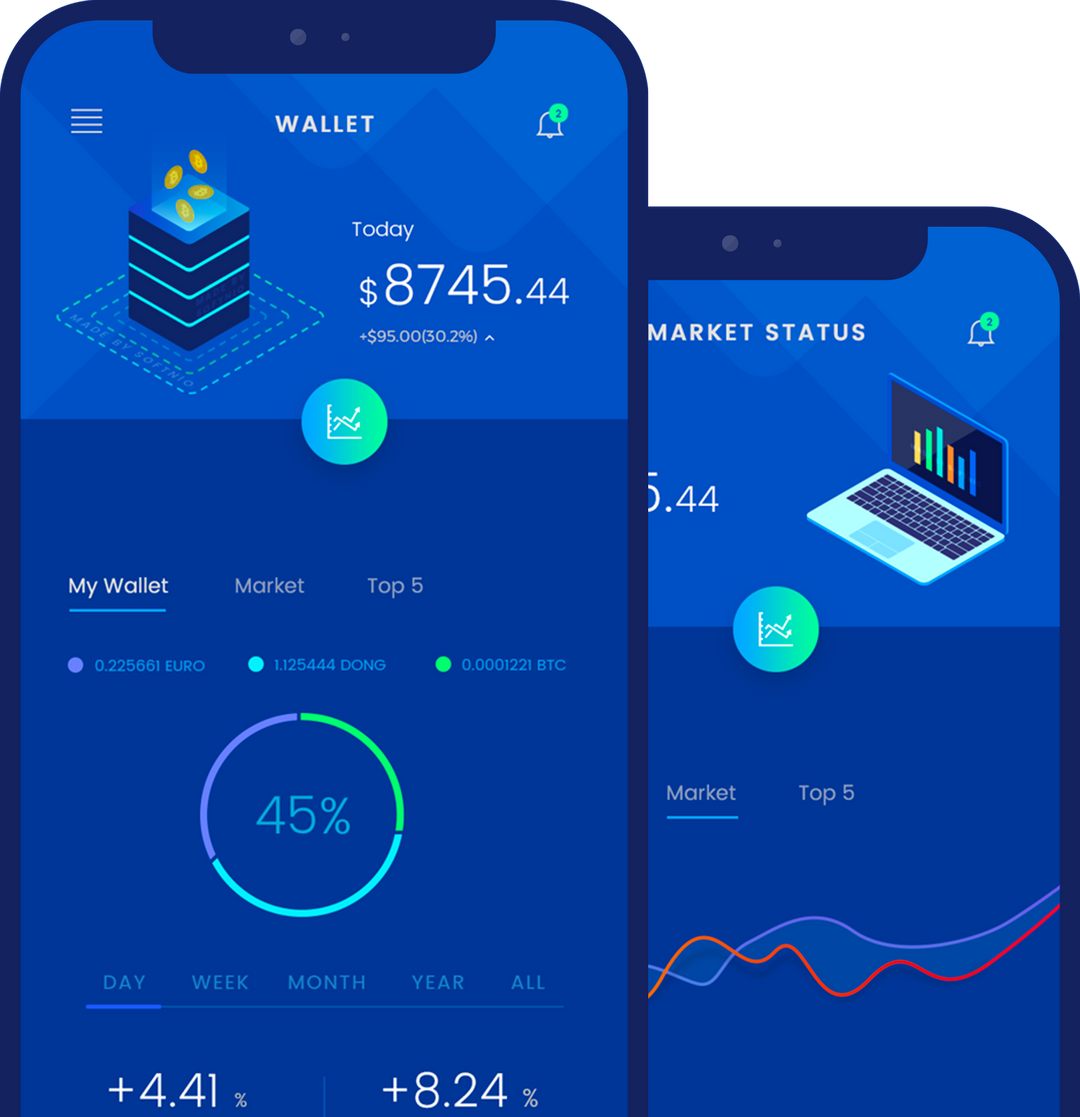 WALLET
2
Today
$8745.44
+$95.00(30.2%)
MADE BY SOFTNIO
My Wallet
Market
Top 5
0.225661 EURO
1.125444 DONG
0.0001221 BTC
45%
DAY
WEEK
MONTH
YEAR
ALL
+4.41 %
+8.24 %
MARKET STATUS
2
5.44
Market
Top 5